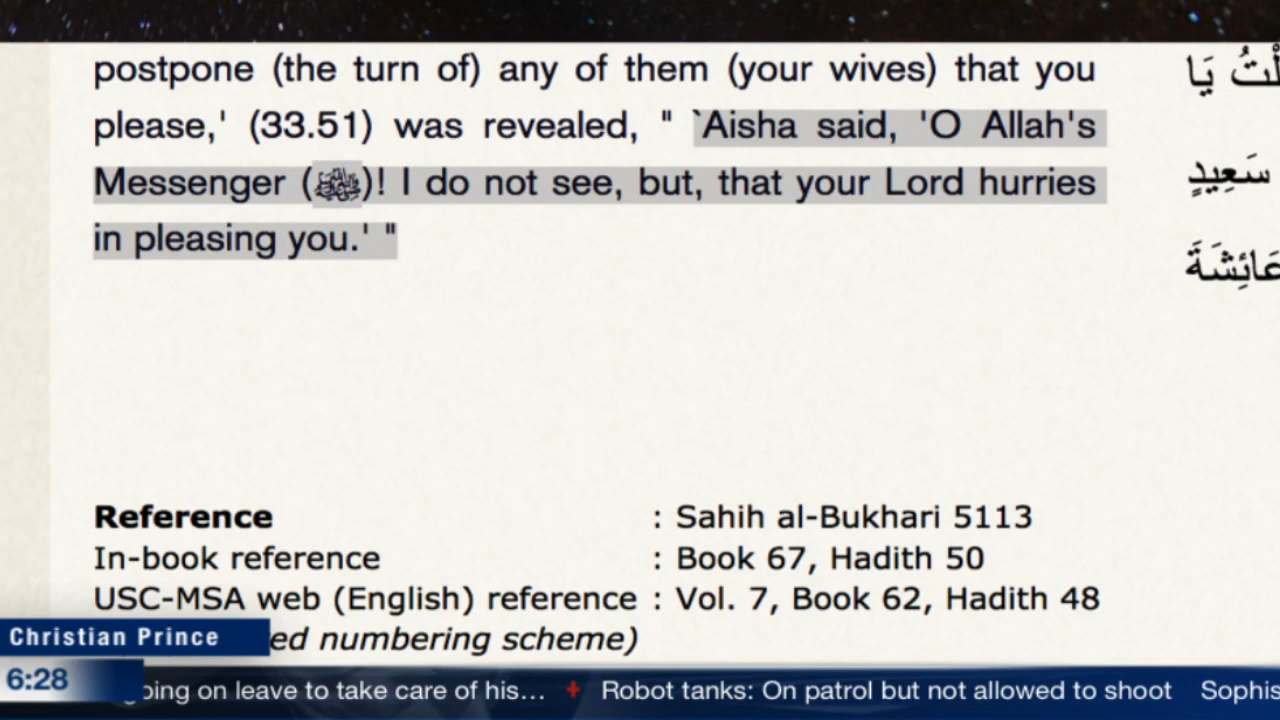 postpone (the turn of) any of them (your wives) that you
please,' (33.51) was revealed, " `Aisha said, 'O Allah's
Messenger (ﷺ)! I do not see, but, that your Lord hurries
in pleasing you.' "
لْتُ يَا
سَعِيدٍ
عَائِشَةَ
Reference : Sahih al-Bukhari 5113
In-book reference : Book 67, Hadith 50
USC-MSA web (English) reference : Vol. 7, Book 62, Hadith 48
numbering scheme)
Christian Prince
6:28
on leave to take care of his... Robot tanks: On patrol but not allowed to shoot